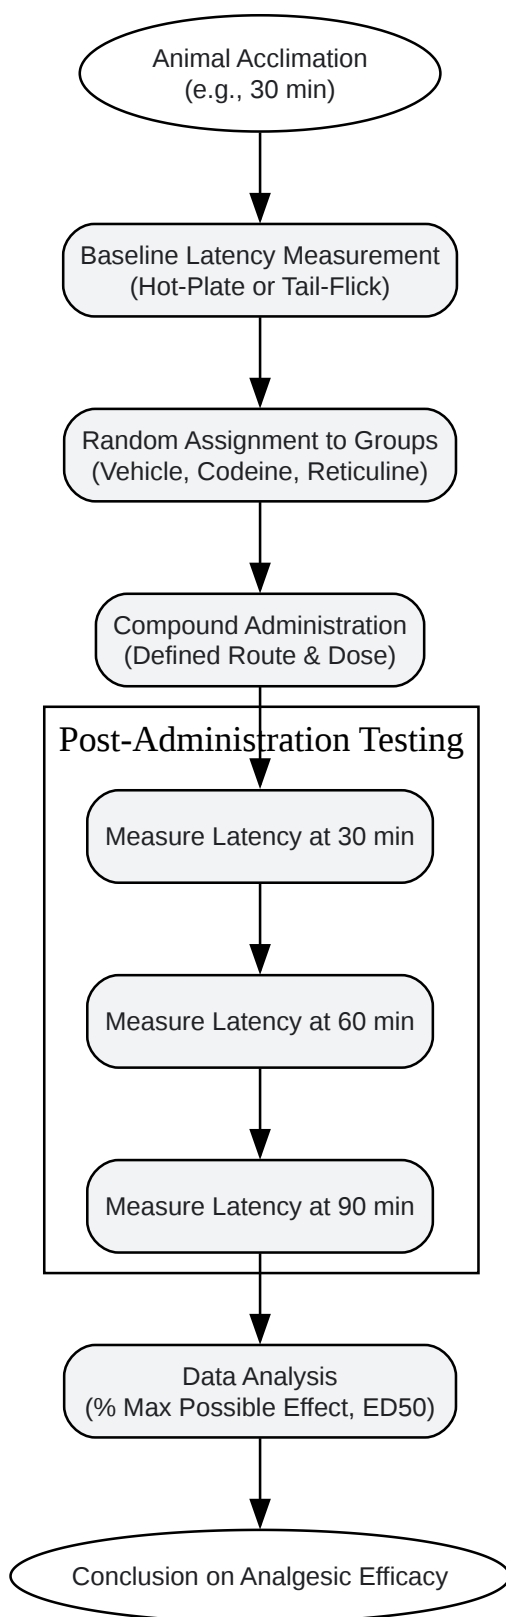 Animal Acclimation
(e.g., 30 min)
Baseline Latency Measurement
(Hot-Plate or Tail-Flick)
Random Assignment to Groups
(Vehicle, Codeine, Reticuline)
Compound Administration
(Defined Route & Dose)
Post-Administration Testing
Measure Latency at 30 min
Measure Latency at 60 min
Measure Latency at 90 min
Data Analysis
(% Max Possible Effect, ED50)
Conclusion on Analgesic Efficacy